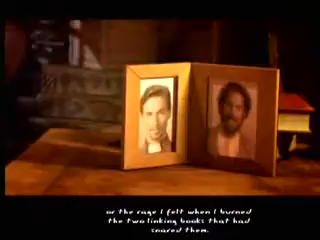 or the rage I felt when I burned
the two linking books that had
snared them.